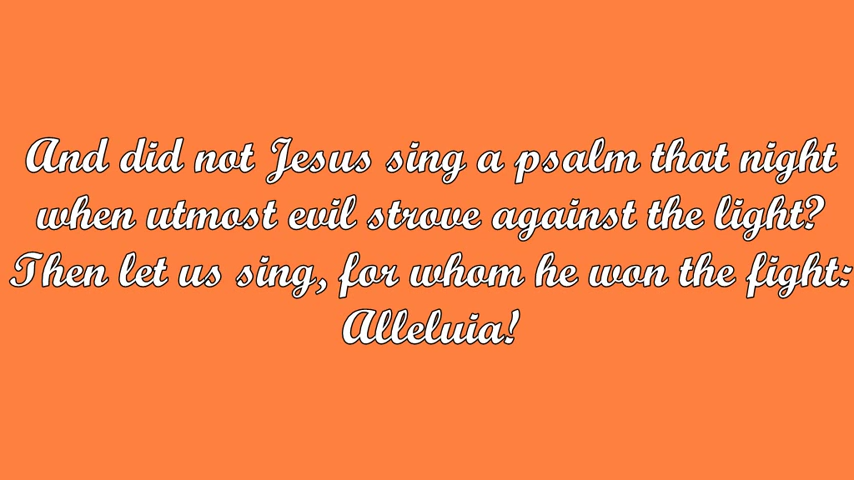 And did not Jesus sing a psalm that night
when utmost evil strove against the light?
Then let us sing, for whom he won the fight:
Alleluia!